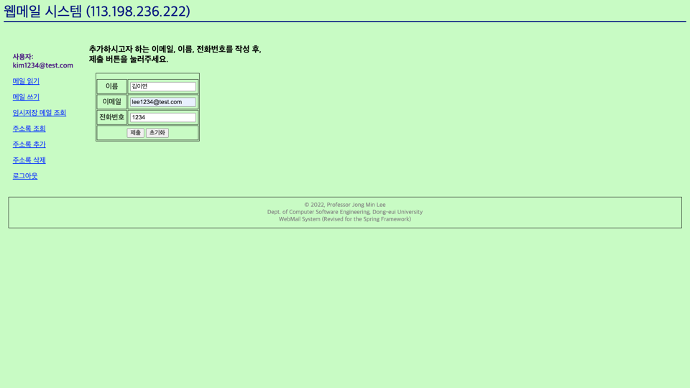 웹메일 시스템 (113.198.236.222)
사용자:
kim1234@test.com
메일 읽기
메일 쓰기
임시저장 메일 조회
주소록 조회
주소록 추가
주소록 삭제
로그아웃
추가하시고자 하는 이메일, 이름, 전화번호를 작성 후,
제출 버튼을 눌러주세요.
이름 김이연
이메일 lee1234@test.com
전화번호 1234
제출 초기화
© 2022, Professor Jong Min Lee
Dept. of Computer Software Engineering, Dong-eui University
WebMail System (Revised for the Spring Framework)